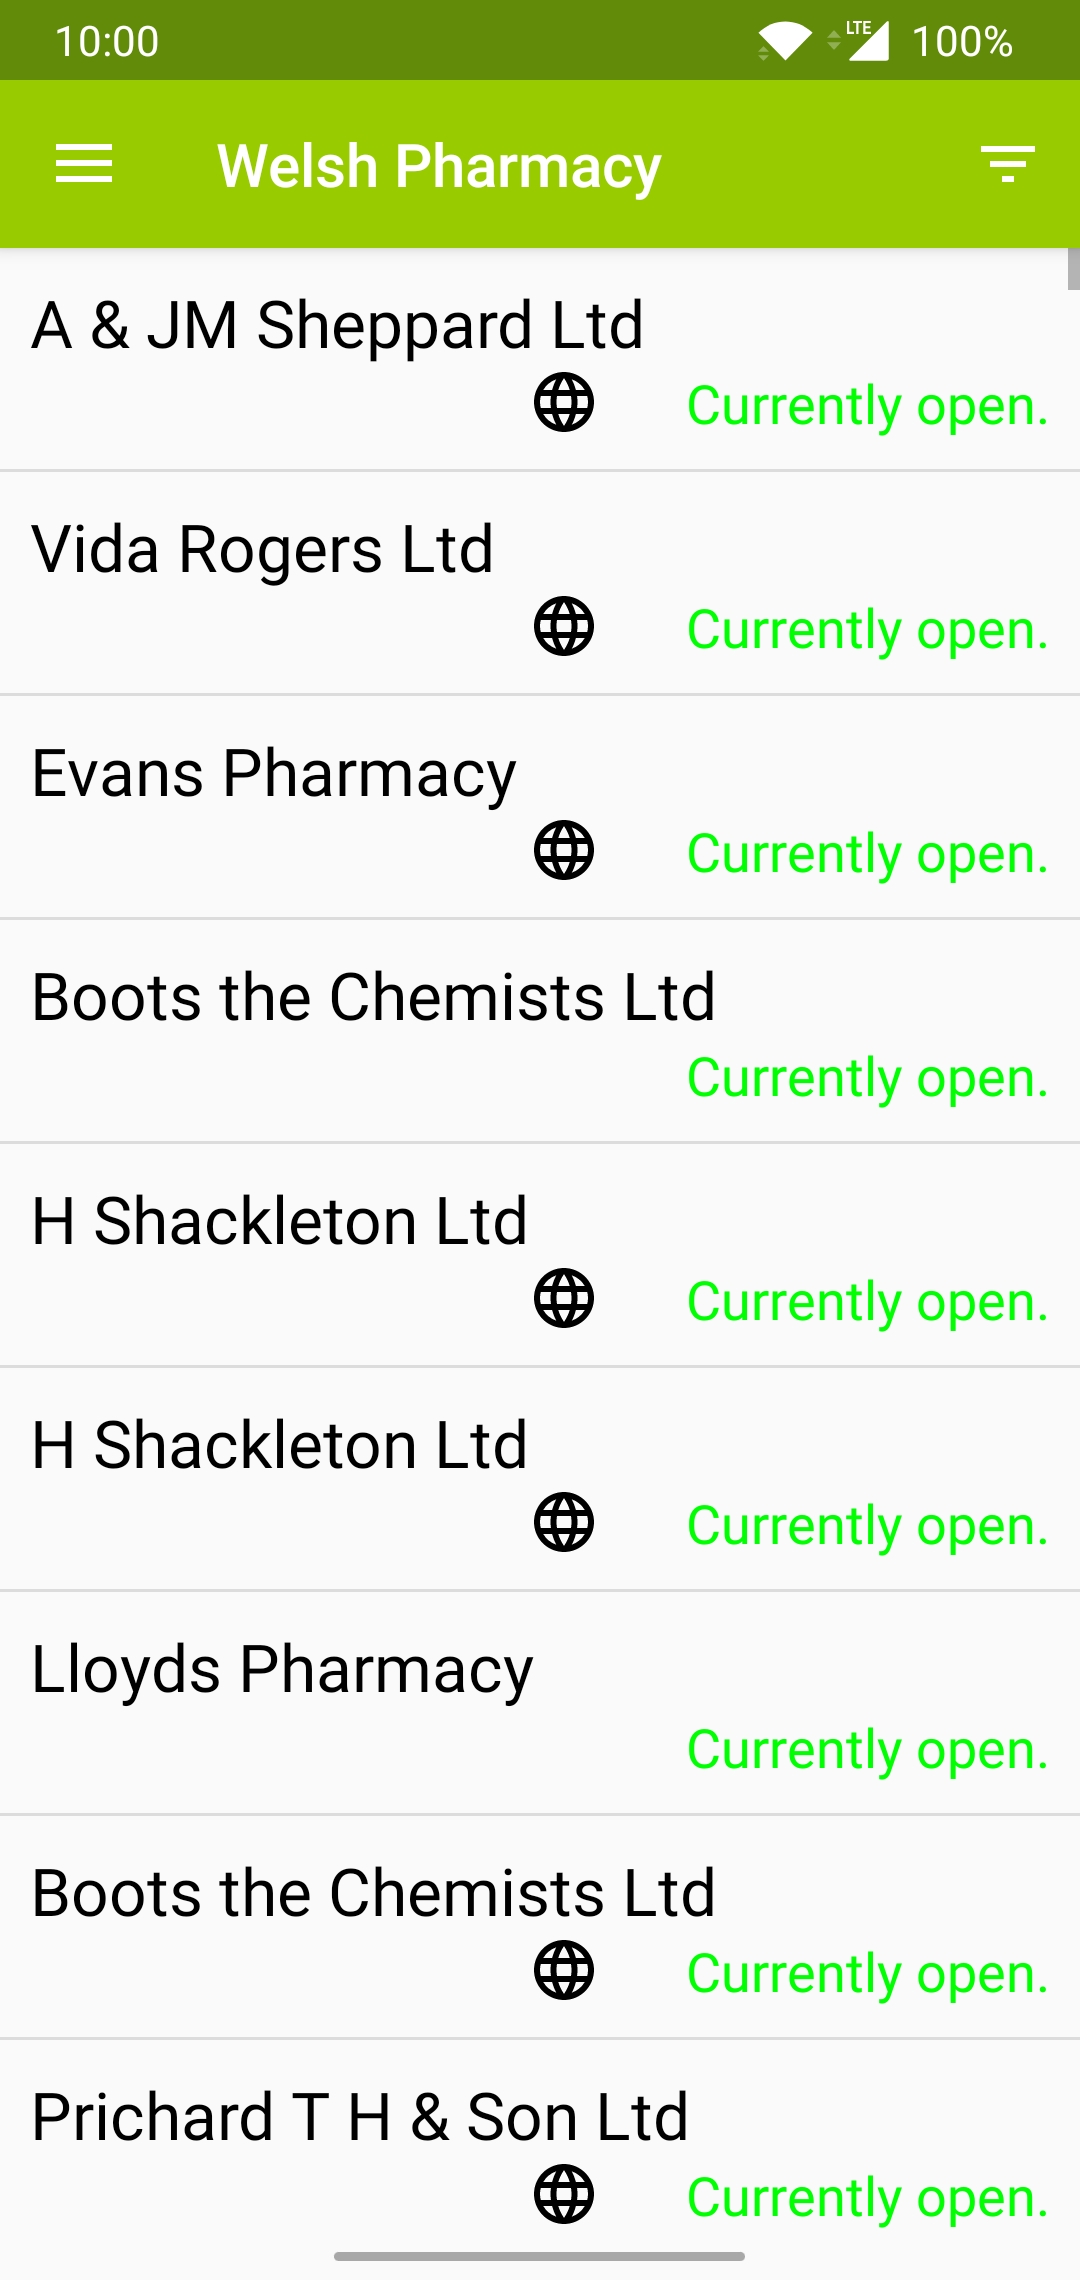 10:00 LTE 100%
Welsh Pharmacy
A & JM Sheppard Ltd
Currently open.
Vida Rogers Ltd
Currently open.
Evans Pharmacy
Currently open.
Boots the Chemists Ltd
Currently open.
H Shackleton Ltd
Currently open.
H Shackleton Ltd
Currently open.
Lloyds Pharmacy
Currently open.
Boots the Chemists Ltd
Currently open.
Prichard T H & Son Ltd
Currently open.